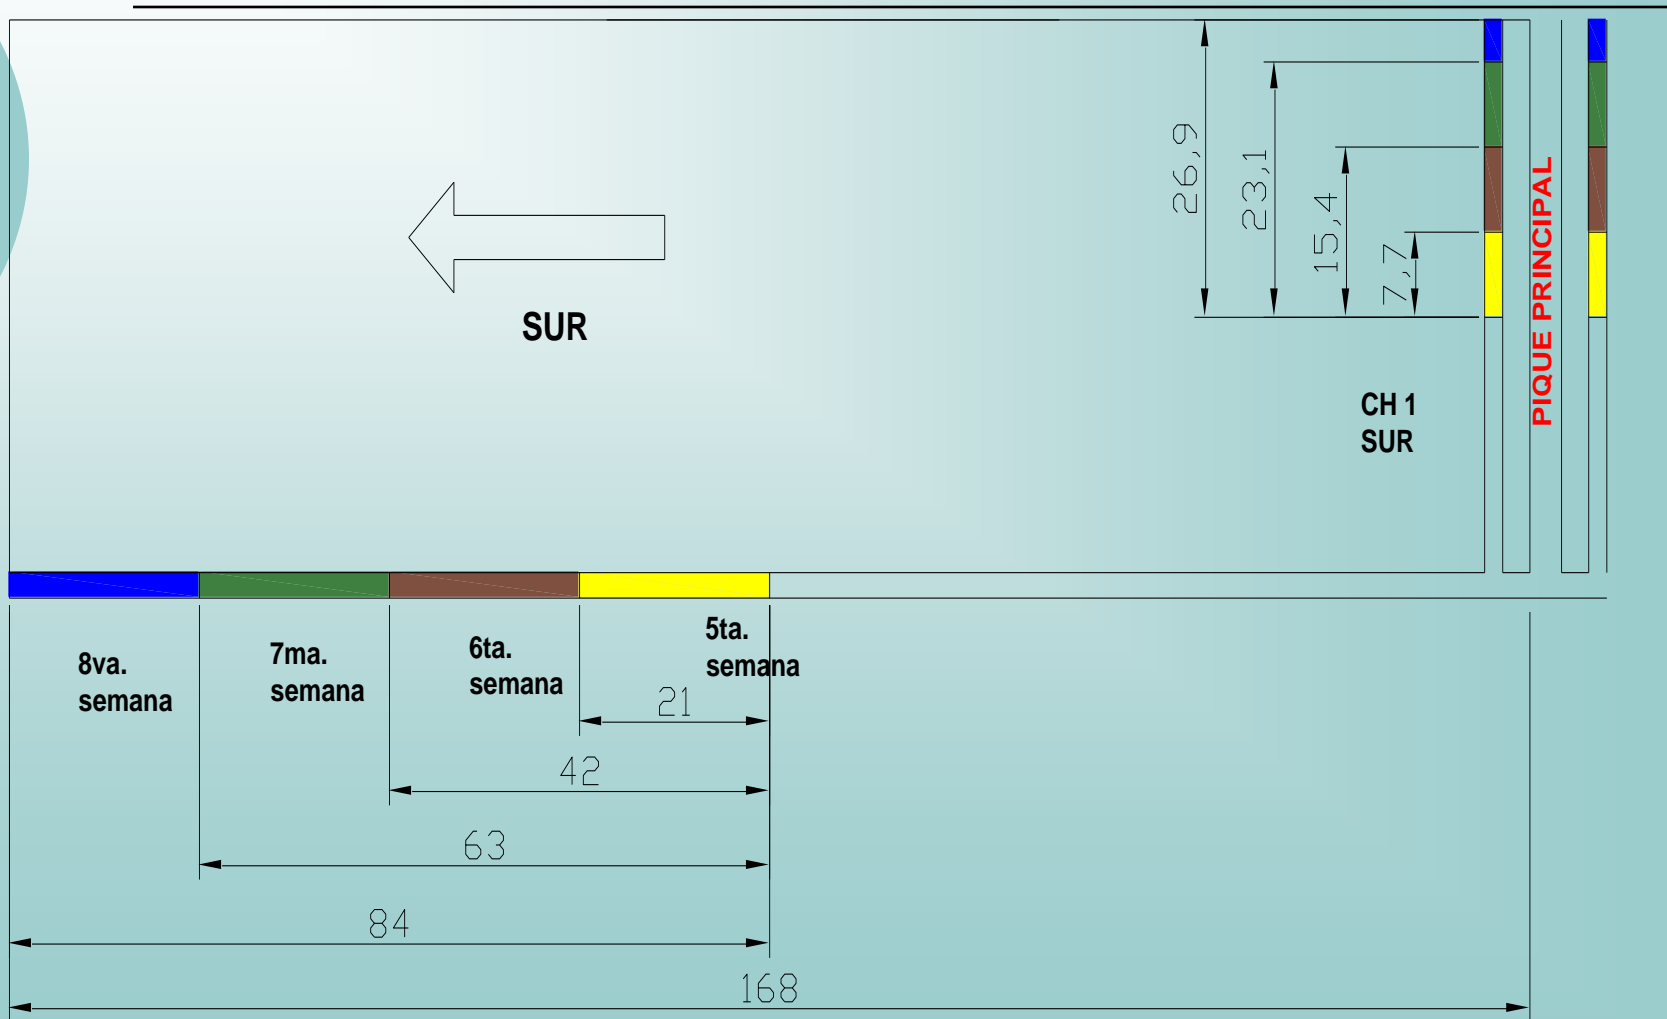 26,9
23,1
15,4
7,7
PIQUE PRINCIPAL
SUR
CH 1
SUR
8va.
semana
7ma.
semana
6ta.
semana
5ta.
semana
21
42
63
84
168